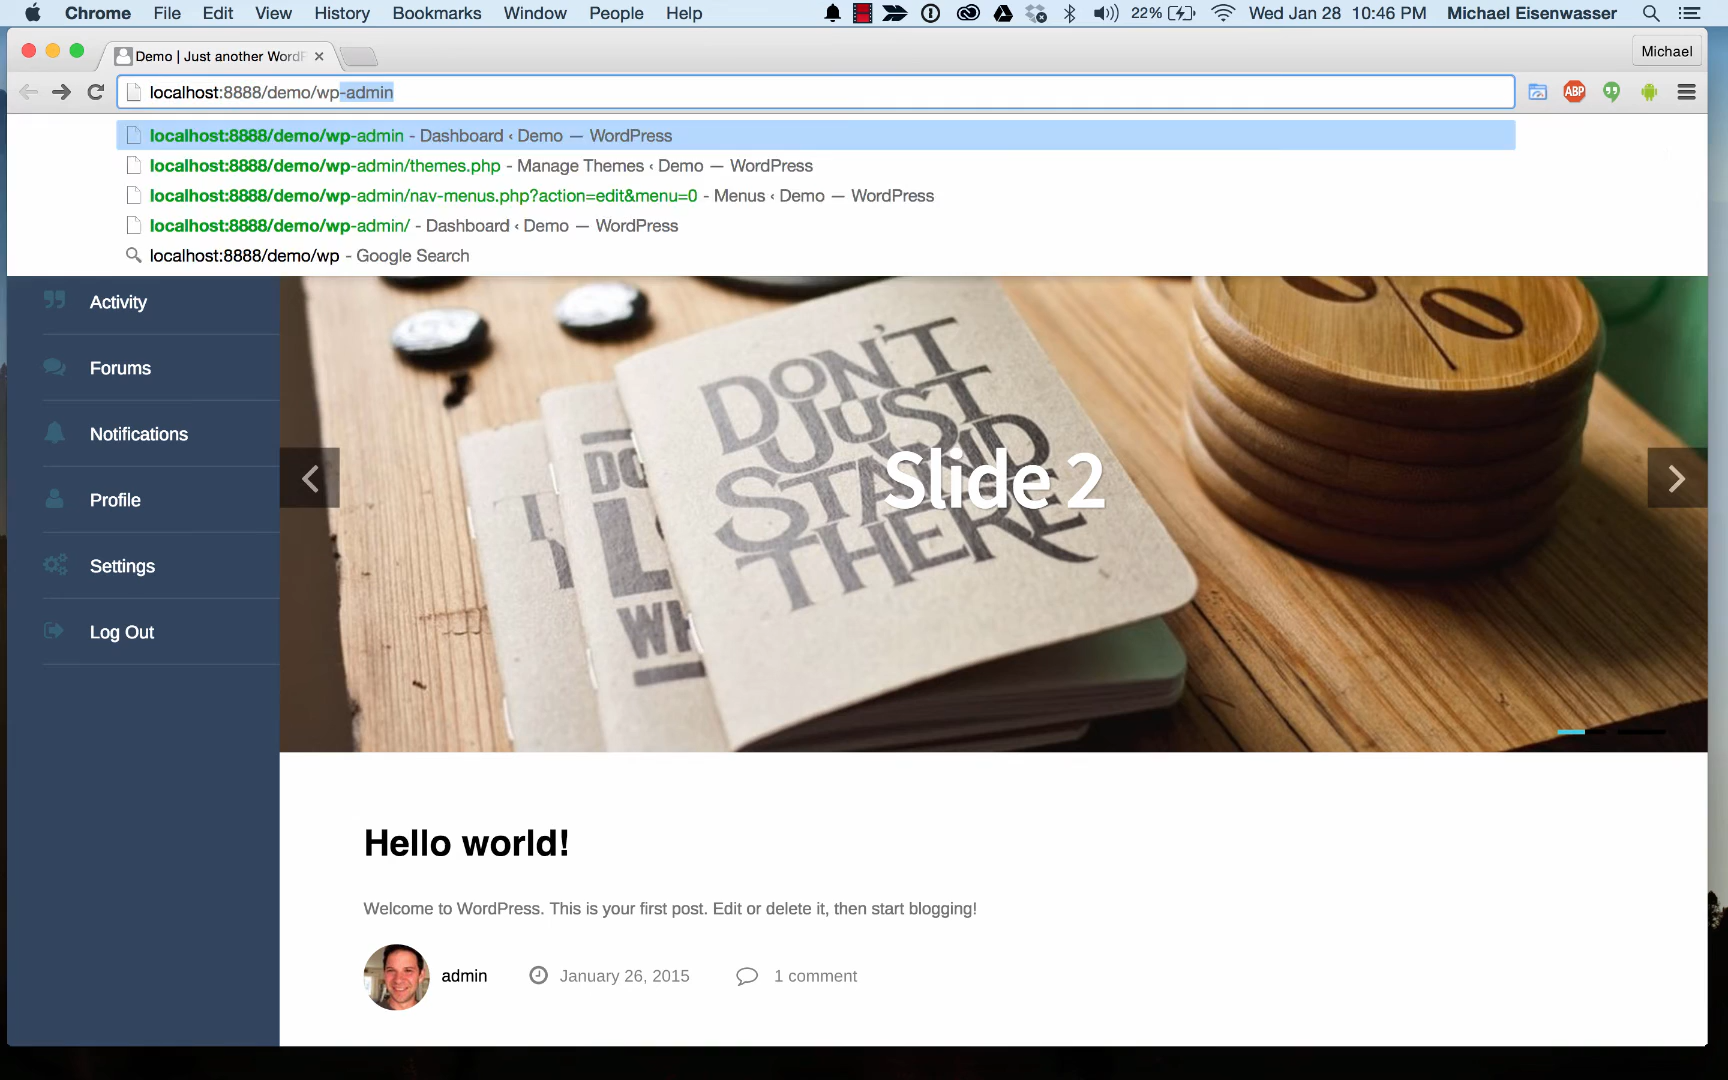 Chrome File Edit View History Bookmarks Window People Help 22% Wed Jan 28 10:46 PM Michael Eisenwasser
Demo | Just another Word
Michael
localhost:8888/demo/wp-admin
ABP
localhost:8888/demo/wp-admin - Dashboard ‹ Demo — WordPress
localhost:8888/demo/wp-admin/themes.php - Manage Themes ‹ Demo — WordPress
localhost:8888/demo/wp-admin/nav-menus.php?action=edit&menu=0 - Menus ‹ Demo — WordPress
localhost:8888/demo/wp-admin/ - Dashboard ‹ Demo — WordPress
localhost:8888/demo/wp - Google Search
Activity
Forums
Notifications
Profile
Settings
Log Out
DON'T
JUST
STAND
THERE
Slide 2
Hello world!
Welcome to WordPress. This is your first post. Edit or delete it, then start blogging!
admin January 26, 2015 1 comment